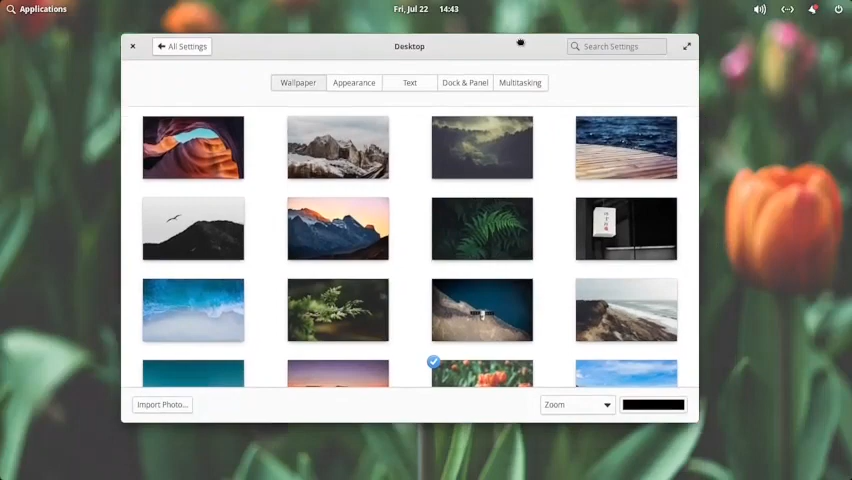 Applications
Fri, Jul 22 14:43
All Settings
Desktop
Search Settings
Wallpaper
Appearance
Text
Dock & Panel
Multitasking
Import Photo...
Zoom